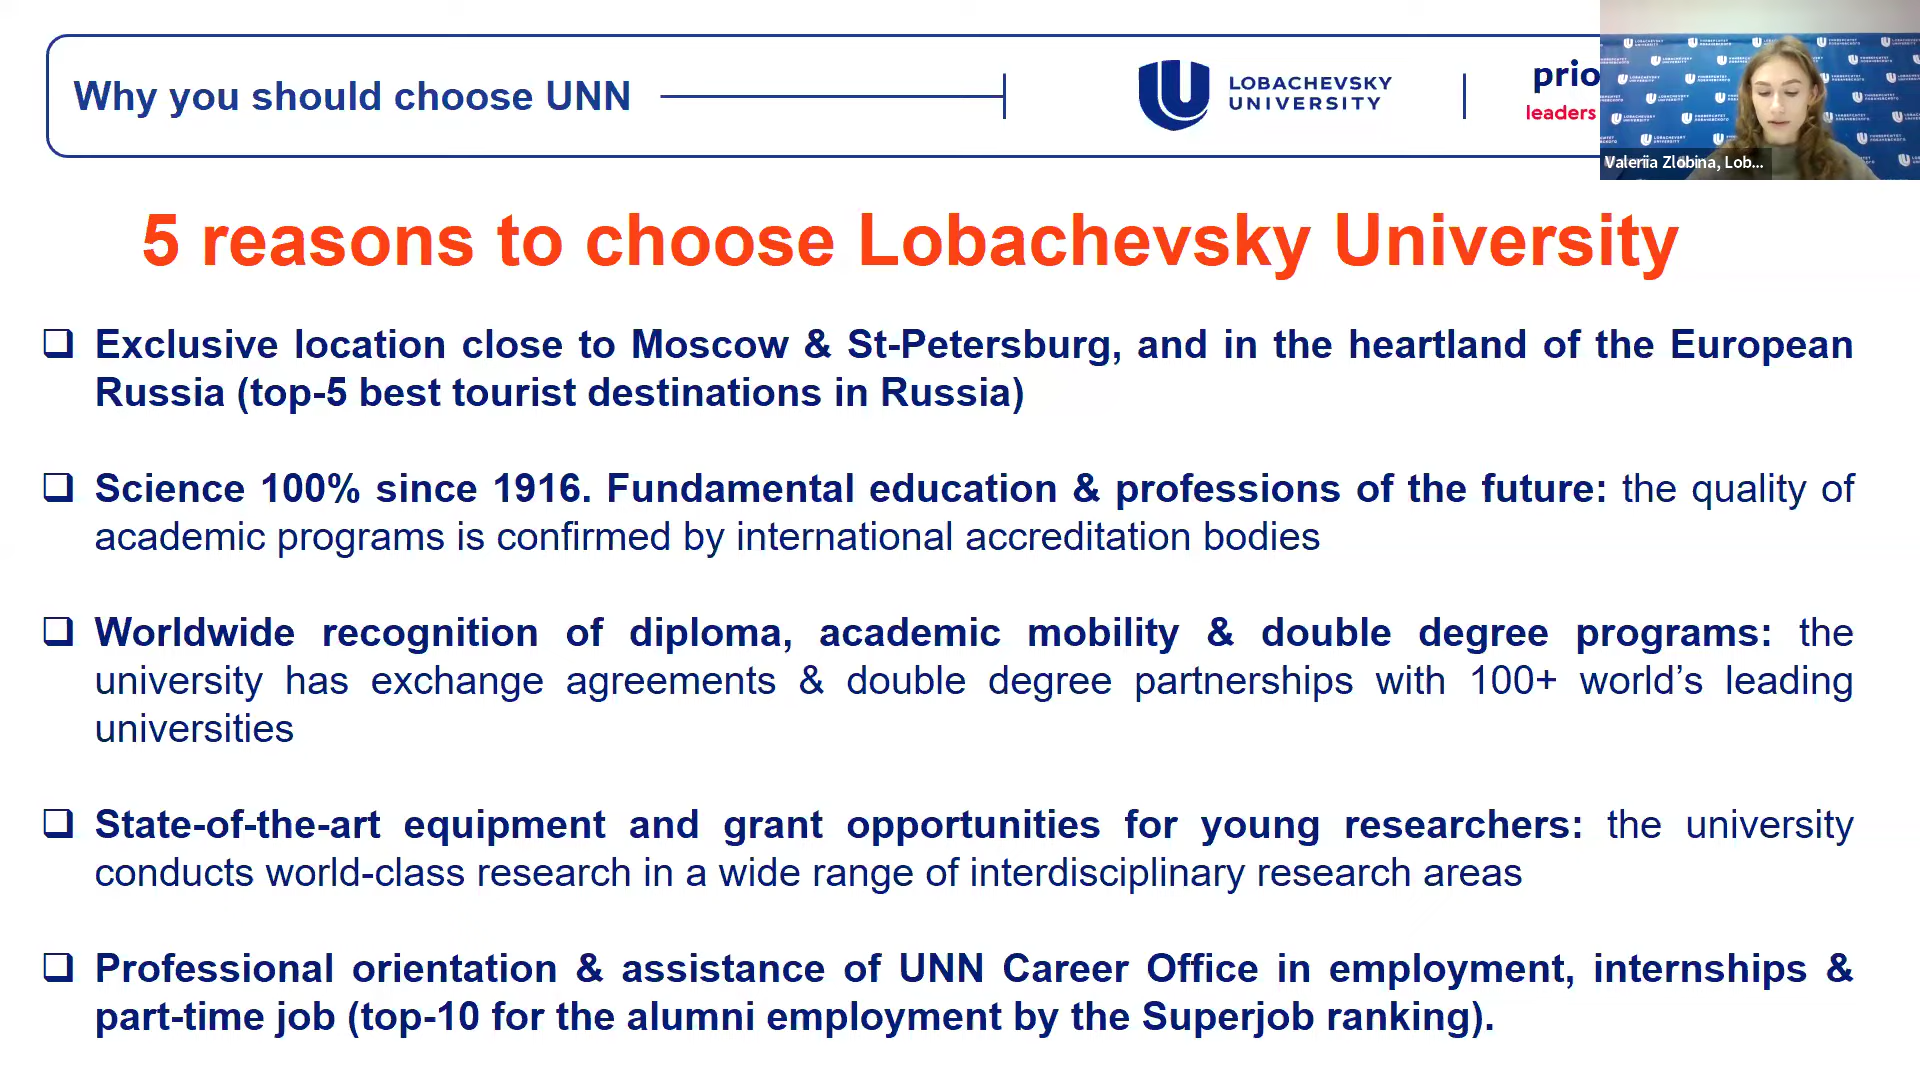 Why you should choose UNN
LOBACHEVSKY
UNIVERSITY
prio
leaders
Valeriia Zlobina, Lob...
5 reasons to choose Lobachevsky University
Exclusive location close to Moscow & St-Petersburg, and in the heartland of the European
Russia (top-5 best tourist destinations in Russia)
Science 100% since 1916. Fundamental education & professions of the future: the quality of
academic programs is confirmed by international accreditation bodies
Worldwide recognition of diploma, academic mobility & double degree programs: the
university has exchange agreements & double degree partnerships with 100+ world’s leading
universities
State-of-the-art equipment and grant opportunities for young researchers: the university
conducts world-class research in a wide range of interdisciplinary research areas
Professional orientation & assistance of UNN Career Office in employment, internships &
part-time job (top-10 for the alumni employment by the Superjob ranking).